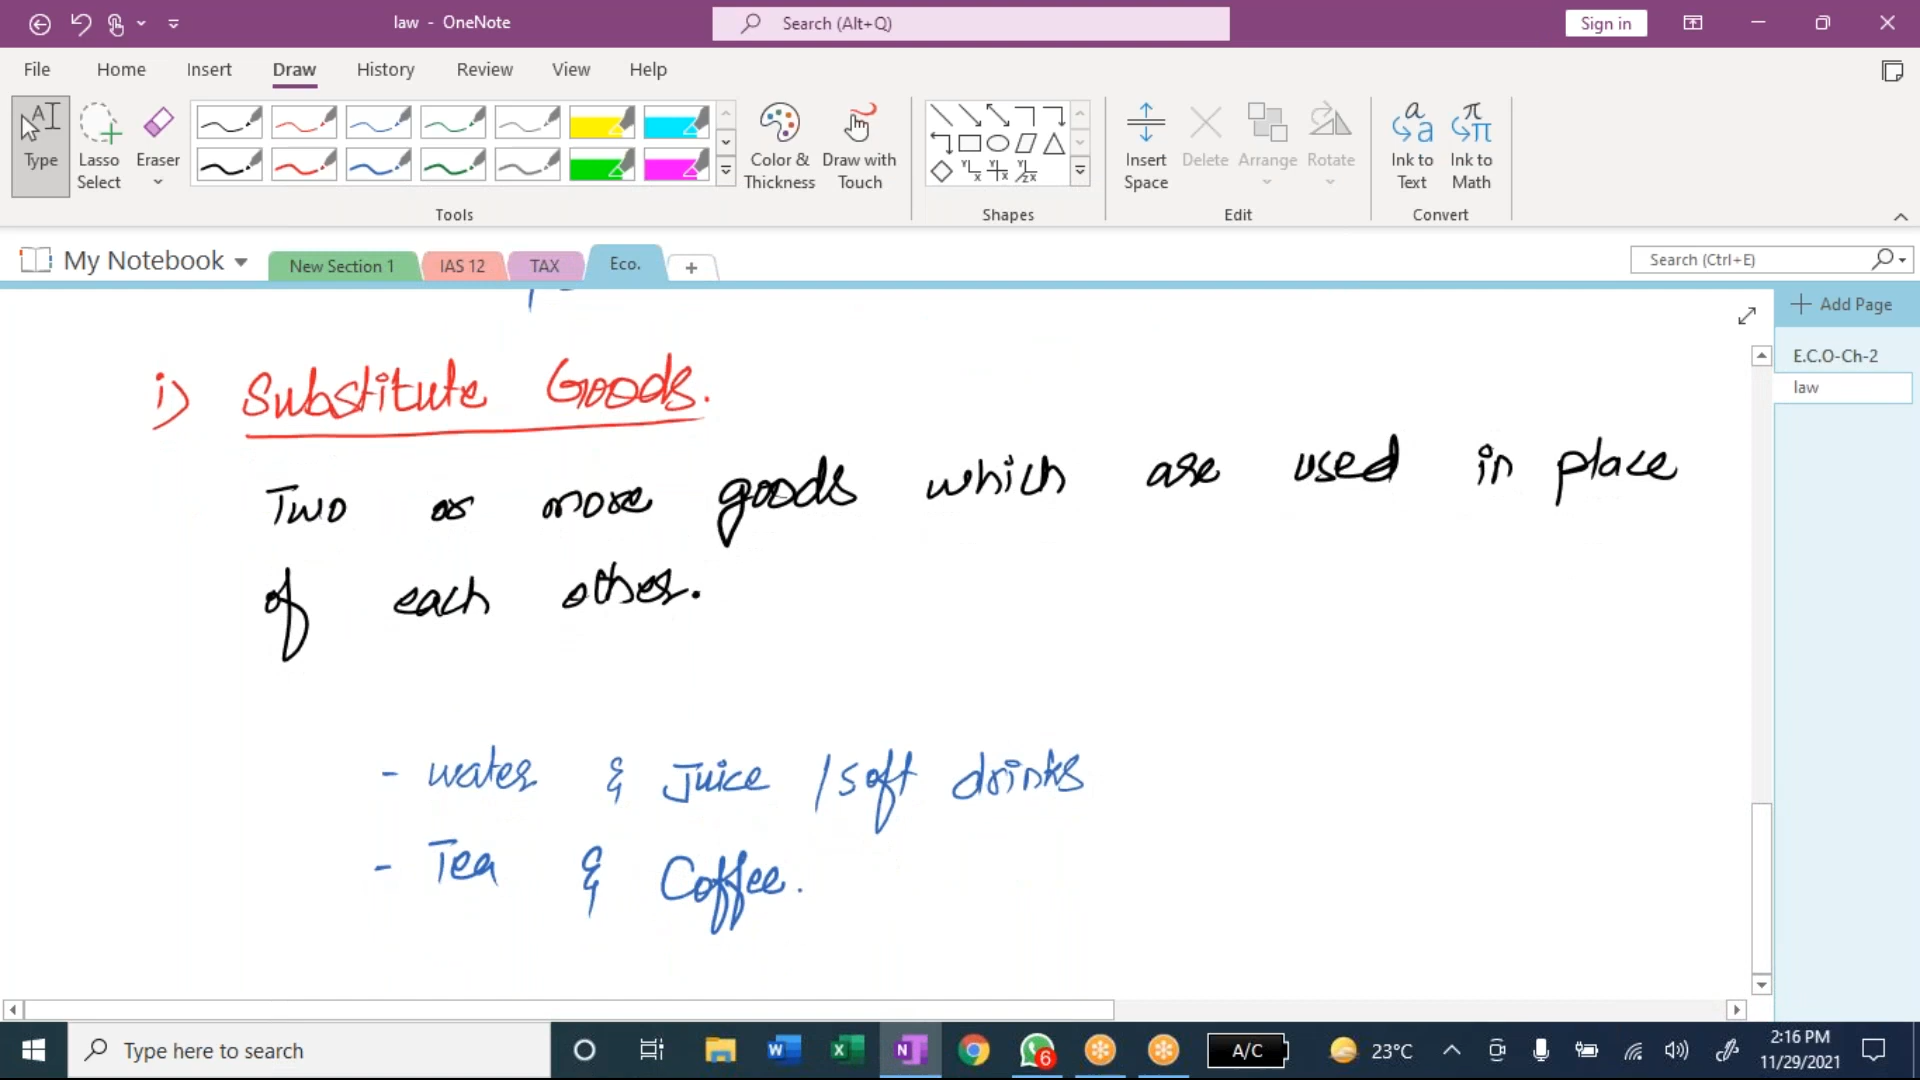 law - OneNote
Search (Alt+Q)
Sign in
File Home Insert Draw History Review View Help
Type
Lasso Select
Eraser
Color & Thickness
Draw with Touch
Insert Space
Delete
Arrange
Rotate
Ink to Text
Ink to Math
Tools
Shapes
Edit
Convert
My Notebook
New Section 1
IAS 12
TAX
Eco.
Search (Ctrl+E)
Add Page
E.C.O-Ch-2
law
i) Substitute Goods.
Two or more goods which are used in place
of each other.
- water & Juice / soft drinks
- Tea & Coffee.
Type here to search
6
A/C
23°C
2:16 PM
11/29/2021